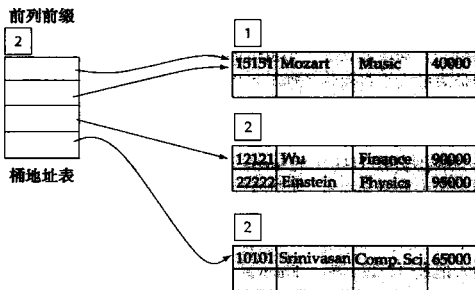 前列前缀
2
桶地址表
1
15151 Mozart Music 40000
2
12121 Wu Finance 90000
22222 Einstein Physics 95000
2
10101 Srinivasan Comp. Sci. 65000